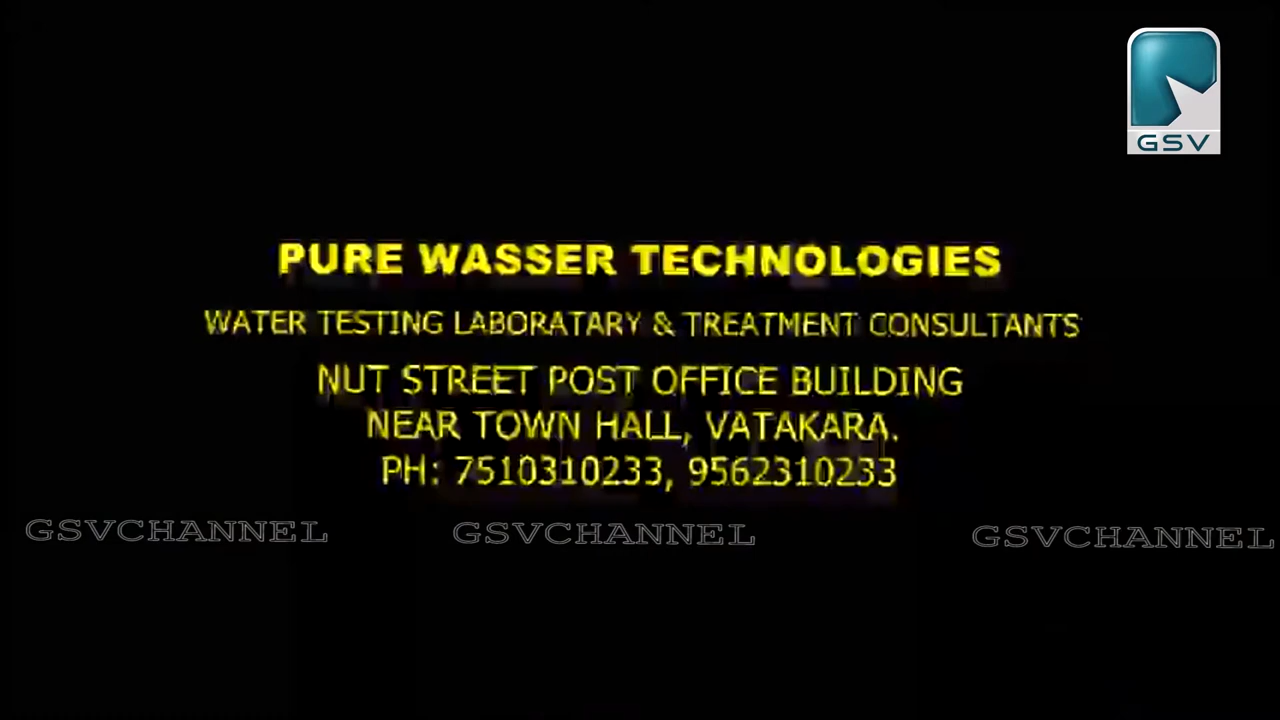 GSV
PURE WASSER TECHNOLOGIES
WATER TESTING LABORATARY & TREATMENT CONSULTANTS
NUT STREET POST OFFICE BUILDING
NEAR TOWN HALL, VATAKARA.
PH: 7510310233, 9562310233
GSVCHANNEL GSVCHANNEL GSVCHANNEL